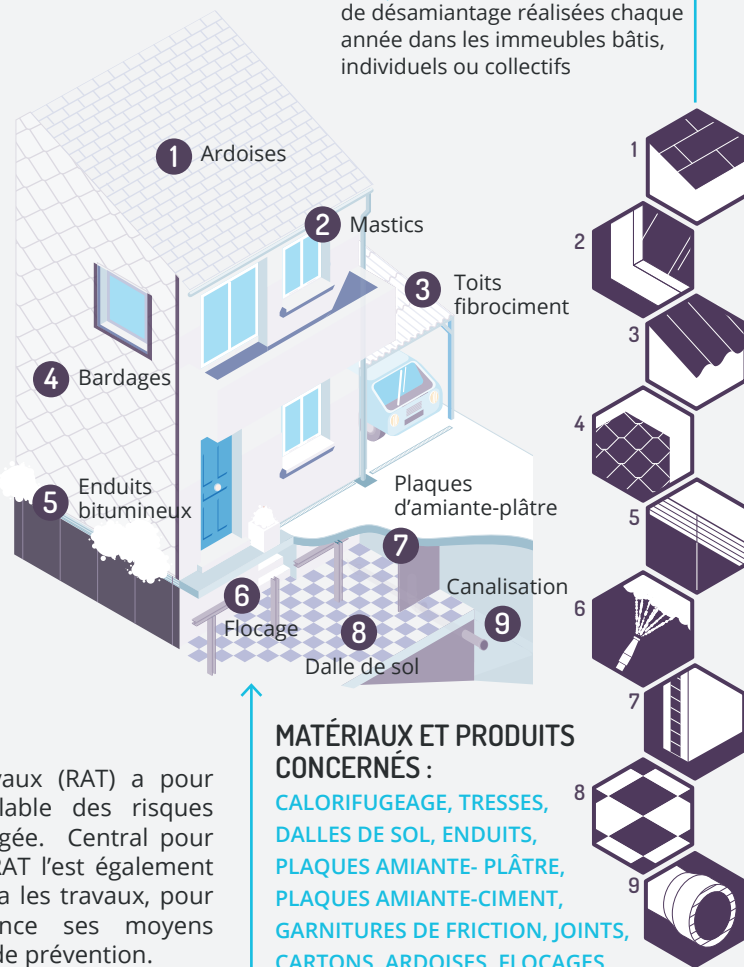 de désamiantage réalisées chaque
année dans les immeubles bâtis,
individuels ou collectifs
1 Ardoises
2 Mastics
3 Toits
fibrociment
4 Bardages
5 Enduits
bitumineux
Plaques
d’amiante-plâtre
7
Canalisation
6
Flocage
8
9
Dalle de sol
1
2
3
4
5
6
7
8
9
vaux (RAT) a pour
lable des risques
gée. Central pour
RAT l’est également
a les travaux, pour
nce ses moyens
de prévention.
MATÉRIAUX ET PRODUITS
CONCERNÉS :
CALORIFUGEAGE, TRESSES,
DALLES DE SOL, ENDUITS,
PLAQUES AMIANTE- PLÂTRE,
PLAQUES AMIANTE-CIMENT,
GARNITURES DE FRICTION, JOINTS,
CARTONS, ARDOISES, FLOCAGES